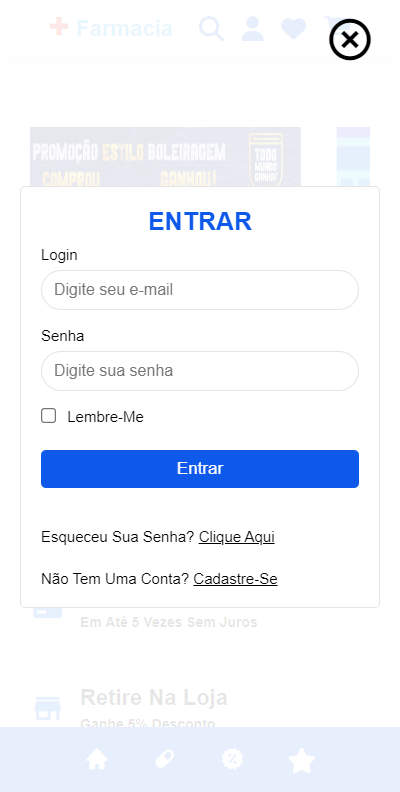 Farmacia
PROMOÇÃO ESTILO BOLEIRAGEM
TODO
MUNDO
GANHA!
COMPROU GANHOU!
ENTRAR
Login
Digite seu e-mail
Senha
Digite sua senha
Lembre-Me
Entrar
Esqueceu Sua Senha? Clique Aqui
Não Tem Uma Conta? Cadastre-Se
Em Até 5 Vezes Sem Juros
Retire Na Loja
Ganhe 5% Desconto